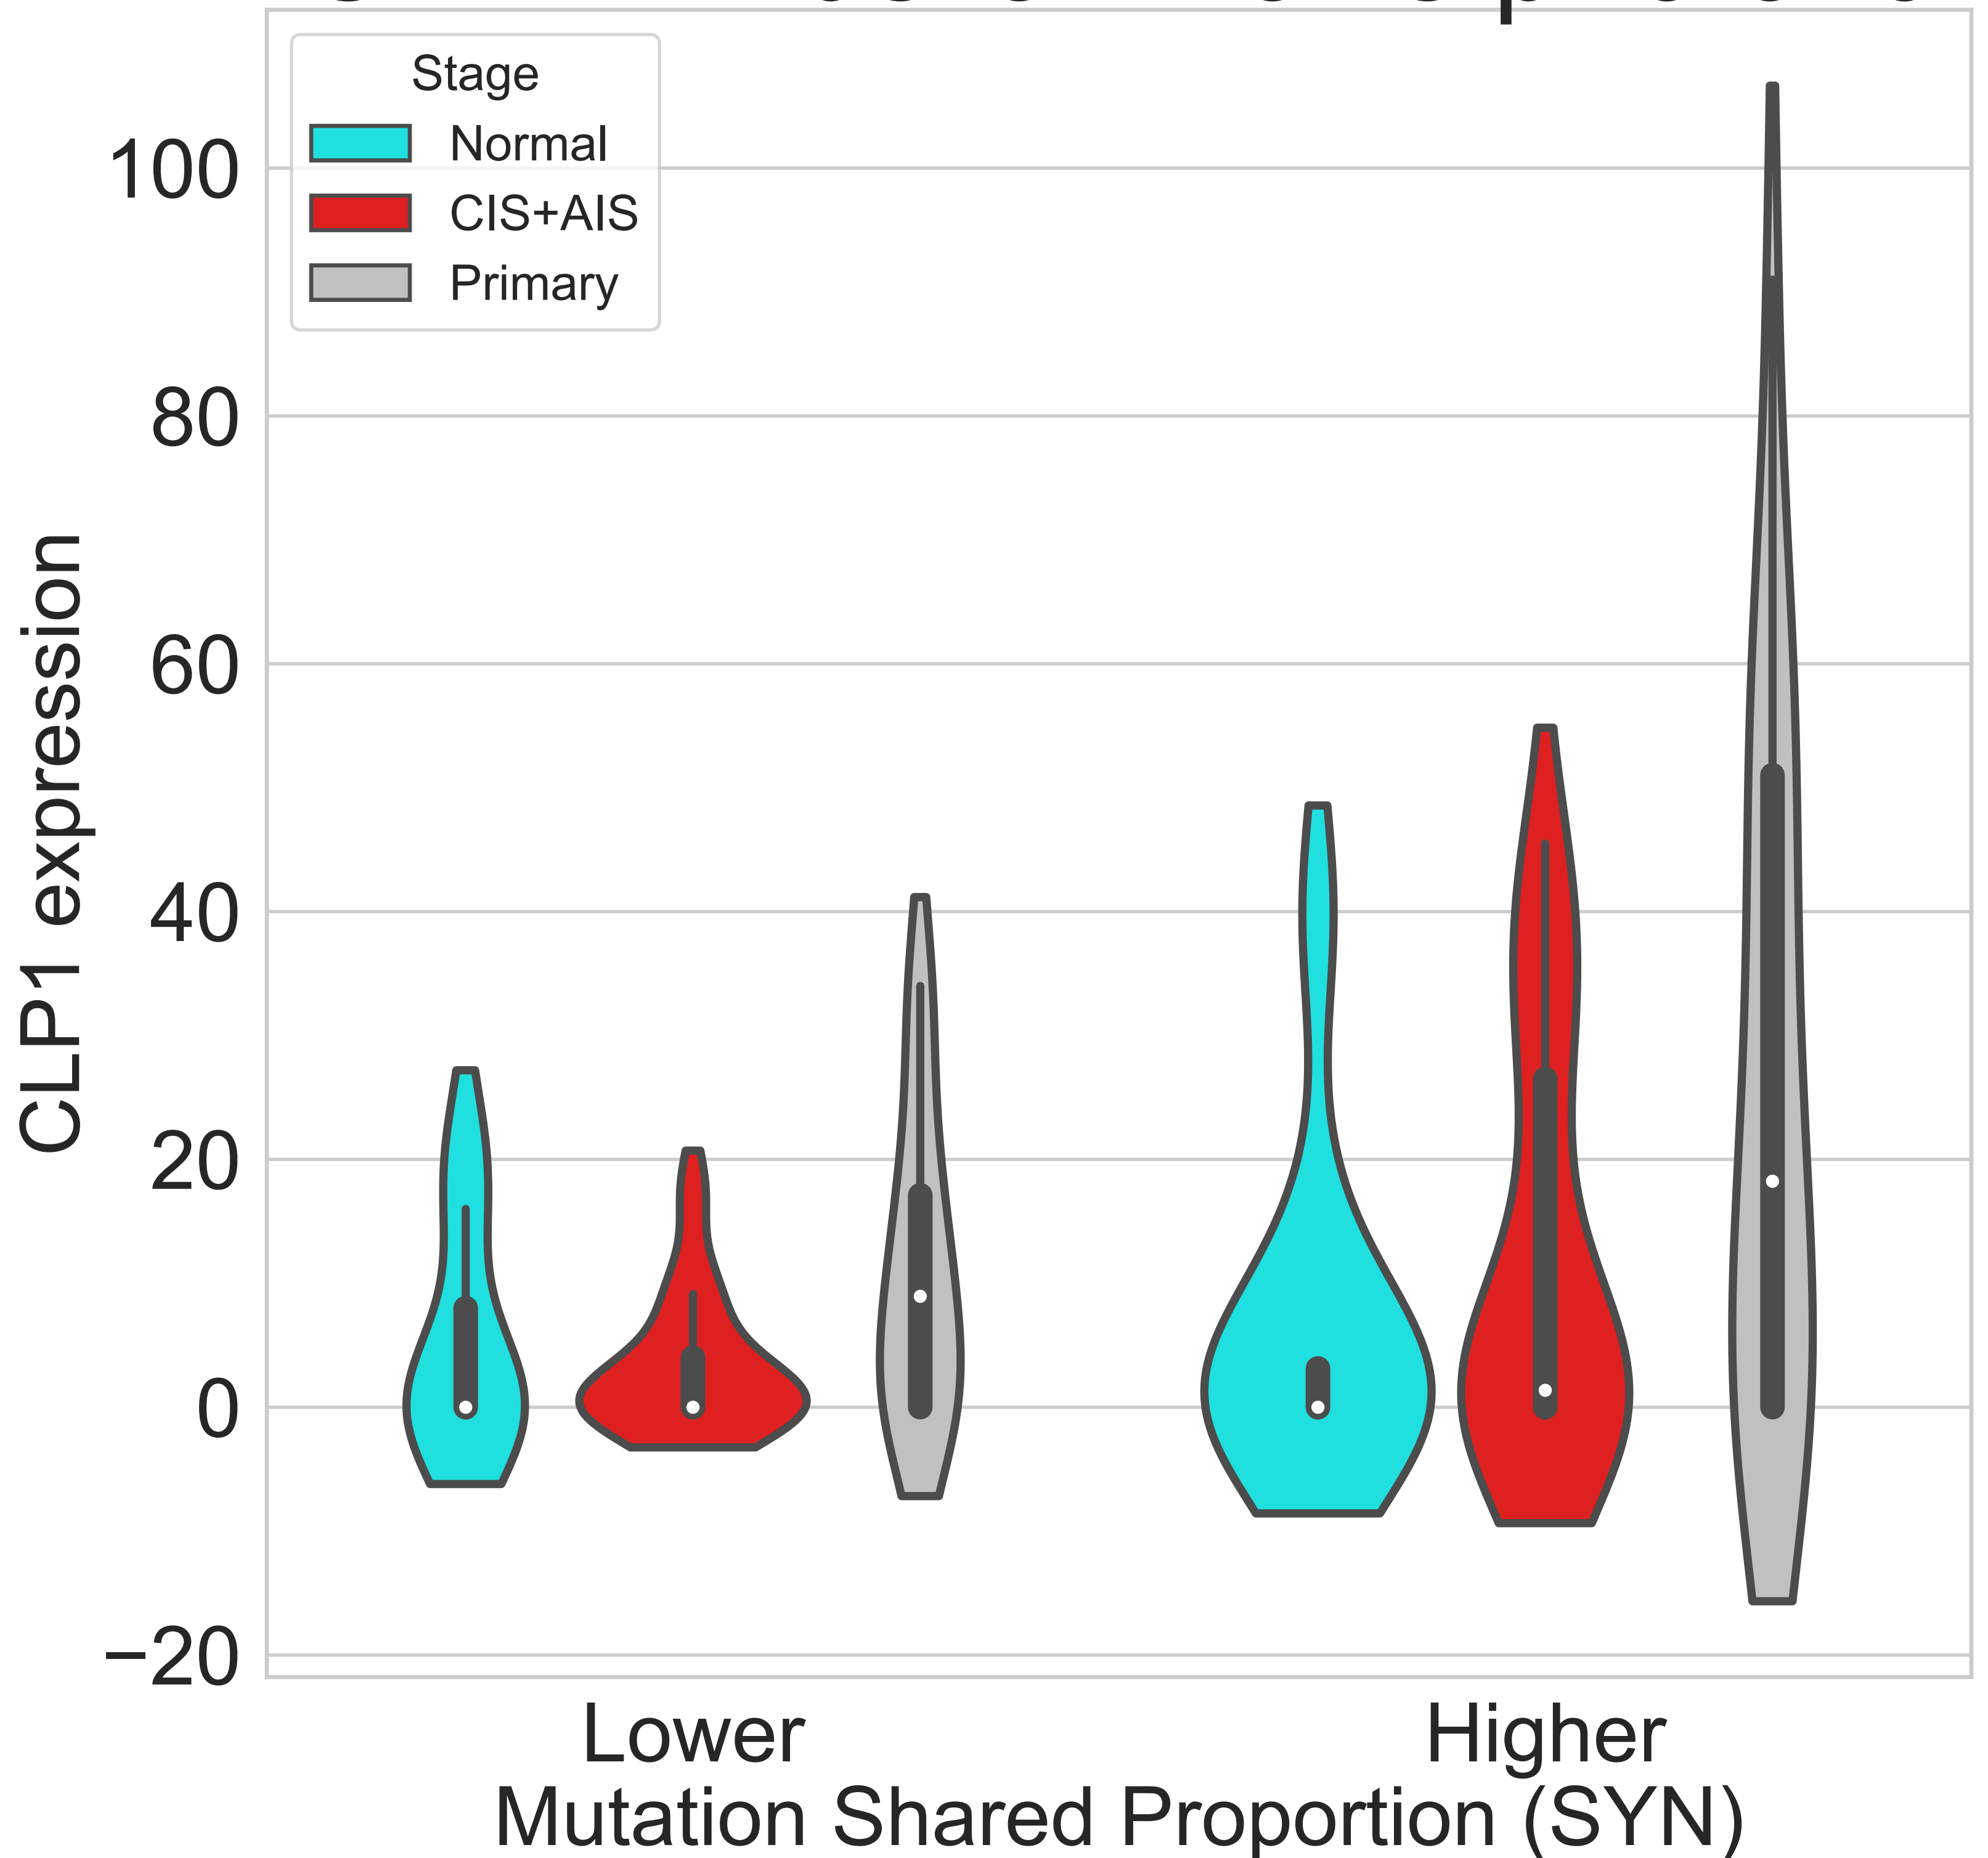 Stage
Normal
CIS+AIS
Primary
100
80
60
40
20
0
−20
CLP1 expression
Lower
Higher
Mutation Shared Proportion (SYN)